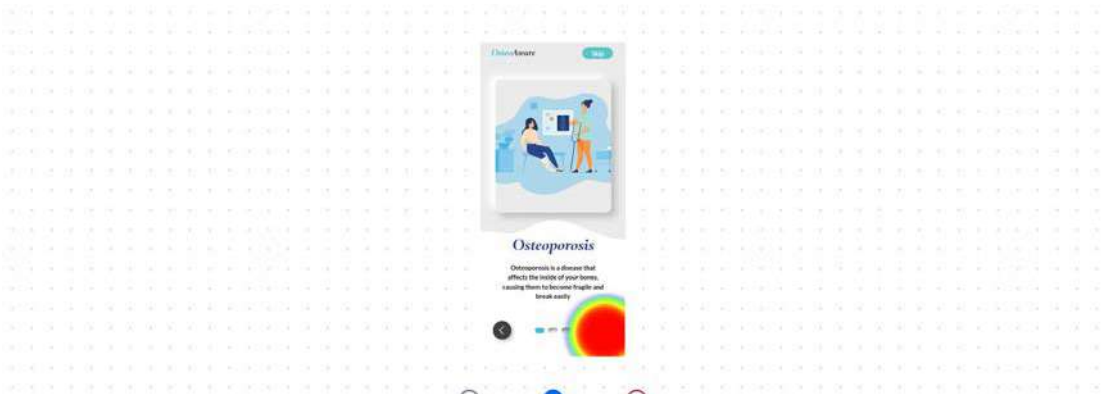 OsteoAware
Skip
Osteoporosis
Osteoporosis is a disease that
affects the inside of your bones,
causing them to become fragile and
break easily